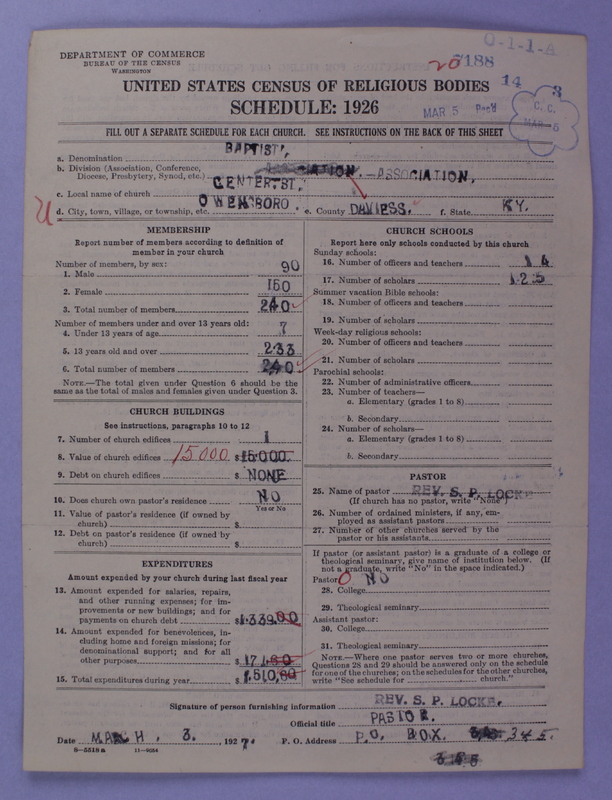 DEPARTMENT OF COMMERCE
BUREAU OF THE CENSUS
WASHINGTON
O-1-1-A
20 7188
14 3
UNITED STATES CENSUS OF RELIGIOUS BODIES
SCHEDULE: 1926
MAR 5 Rec'd
C. C.
MAR 5
FILL OUT A SEPARATE SCHEDULE FOR EACH CHURCH. SEE INSTRUCTIONS ON THE BACK OF THIS SHEET
a. Denomination BAPTIST,
b. Division (Association, Conference, Diocese, Presbytery, Synod, etc.) ASSOCIATION,
c. Local name of church CENTER, ST,
d. City, town, village, or township, etc. OWENSBORO. e. County DAVIESS. f. State KY.
MEMBERSHIP
Report number of members according to definition of member in your church
Number of members, by sex:
1. Male 90
2. Female 150
3. Total number of members 240
Number of members under and over 13 years old:
4. Under 13 years of age 7
5. 13 years old and over 233
6. Total number of members 240
NOTE.—The total given under Question 6 should be the same as the total of males and females given under Question 3.
CHURCH BUILDINGS
See instructions, paragraphs 10 to 12
7. Number of church edifices 1
8. Value of church edifices 15000 $ 15000.
9. Debt on church edifices $ NONE
10. Does church own pastor's residence NO
Yes or No
11. Value of pastor's residence (if owned by church) $
12. Debt on pastor's residence (if owned by church) $
EXPENDITURES
Amount expended by your church during last fiscal year
13. Amount expended for salaries, repairs, and other running expenses; for improvements or new buildings; and for payments on church debt $1339.00
14. Amount expended for benevolences, including home and foreign missions; for denominational support; and for all other purposes $ 171.80
15. Total expenditures during year $1,510.80
CHURCH SCHOOLS
Report here only schools conducted by this church
Sunday schools:
16. Number of officers and teachers 14
17. Number of scholars 125
Summer vacation Bible schools:
18. Number of officers and teachers
19. Number of scholars
Week-day religious schools:
20. Number of officers and teachers
21. Number of scholars
Parochial schools:
22. Number of administrative officers
23. Number of teachers—
a. Elementary (grades 1 to 8)
b. Secondary
24. Number of scholars—
a. Elementary (grades 1 to 8)
b. Secondary
PASTOR
25. Name of pastor REV. S. P. LOCKE
(If church has no pastor, write "None")
26. Number of ordained ministers, if any, employed as assistant pastors
27. Number of other churches served by the pastor or his assistants
If pastor (or assistant pastor) is a graduate of a college or theological seminary, give name of institution below. (If not a graduate, write "No" in the space indicated.)
Pastor: O NO
28. College
29. Theological seminary
Assistant pastor:
30. College
31. Theological seminary
NOTE.—Where one pastor serves two or more churches, Questions 28 and 29 should be answered only on the schedule for one of the churches; on the schedules for the other churches, write "See schedule for church."
Signature of person furnishing information REV. S. P. LOCKE.
Official title PASTOR.
Date MARCH, 3., 1927. P. O. Address P.O. BOX. 345.
8—5518a 11—9584